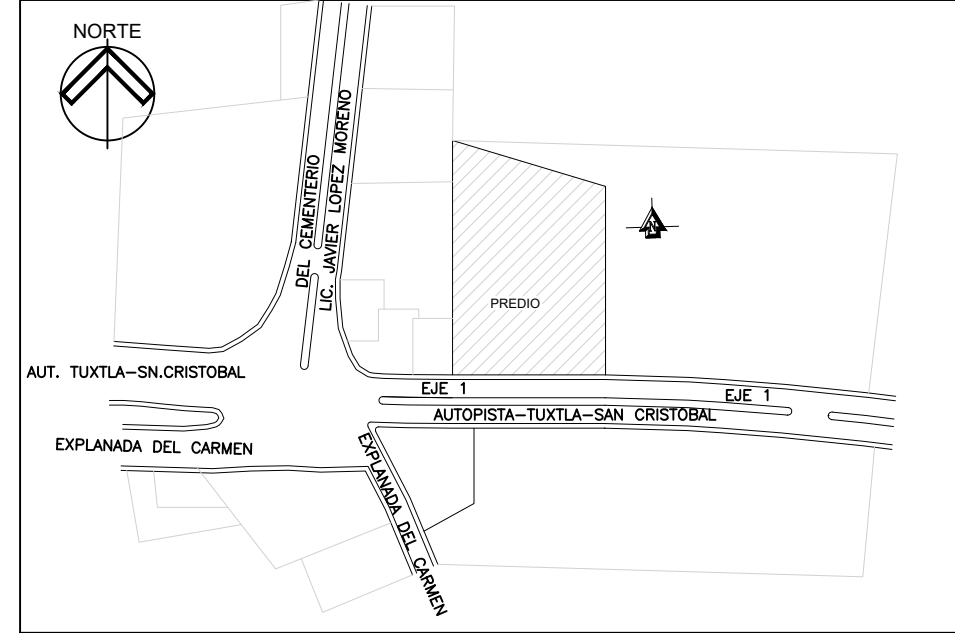 NORTE
DEL CEMENTERIO
LIC. JAVIER LOPEZ MORENO
N
PREDIO
AUT. TUXTLA-SN.CRISTOBAL
EJE 1
EJE 1
AUTOPISTA-TUXTLA-SAN CRISTOBAL
EXPLANADA DEL CARMEN
EXPLANADA DEL CARMEN